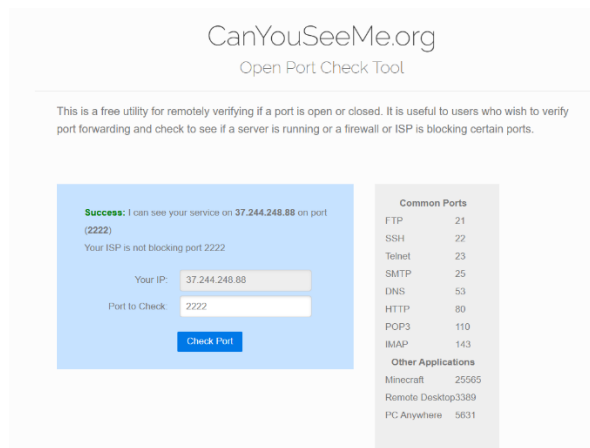 CanYouSeeMe.org
Open Port Check Tool
This is a free utility for remotely verifying if a port is open or closed. It is useful to users who wish to verify
port forwarding and check to see if a server is running or a firewall or ISP is blocking certain ports.
Success: I can see your service on 37.244.248.88 on port
(2222)
Your ISP is not blocking port 2222
Your IP: 37.244.248.88
Port to Check: 2222
Check Port
Common Ports
FTP 21
SSH 22
Telnet 23
SMTP 25
DNS 53
HTTP 80
POP3 110
IMAP 143
Other Applications
Minecraft 25565
Remote Desktop3389
PC Anywhere 5631